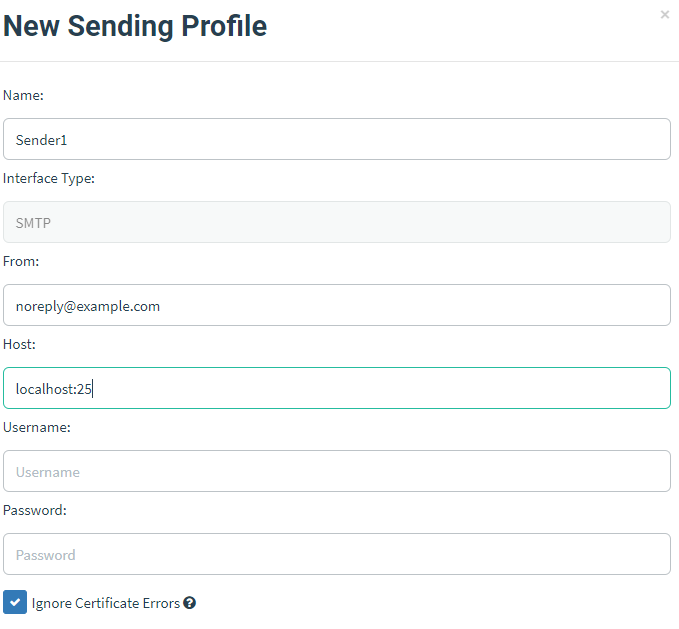 ×
New Sending Profile
Name:
Sender1
Interface Type:
SMTP
From:
noreply@example.com
Host:
localhost:25
Username:
Username
Password:
Password
Ignore Certificate Errors ?